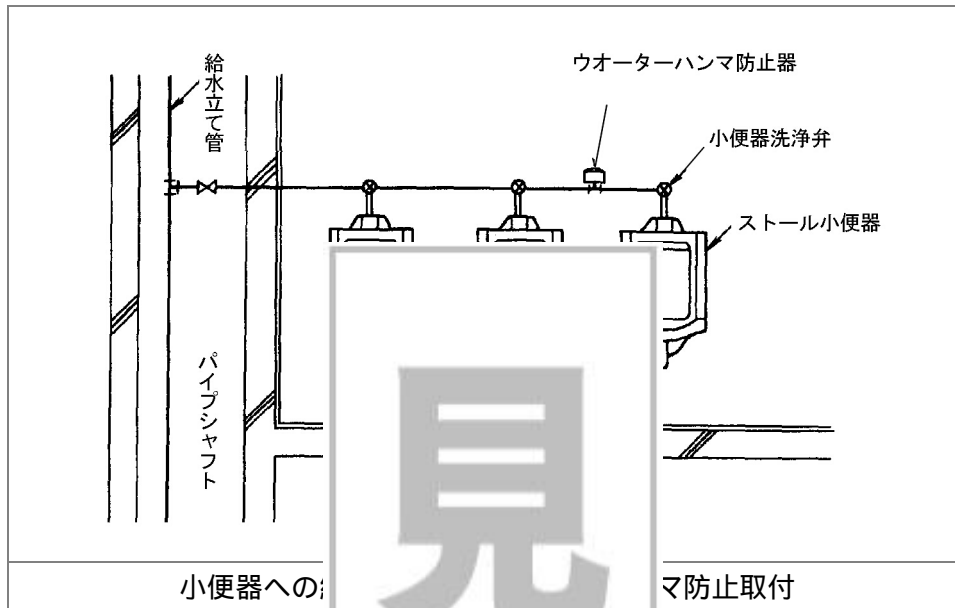 給水立て管
ウオーターハンマ防止器
小便器洗浄弁
ストール小便器
パイプシャフト
見
小便器への
マ防止取付